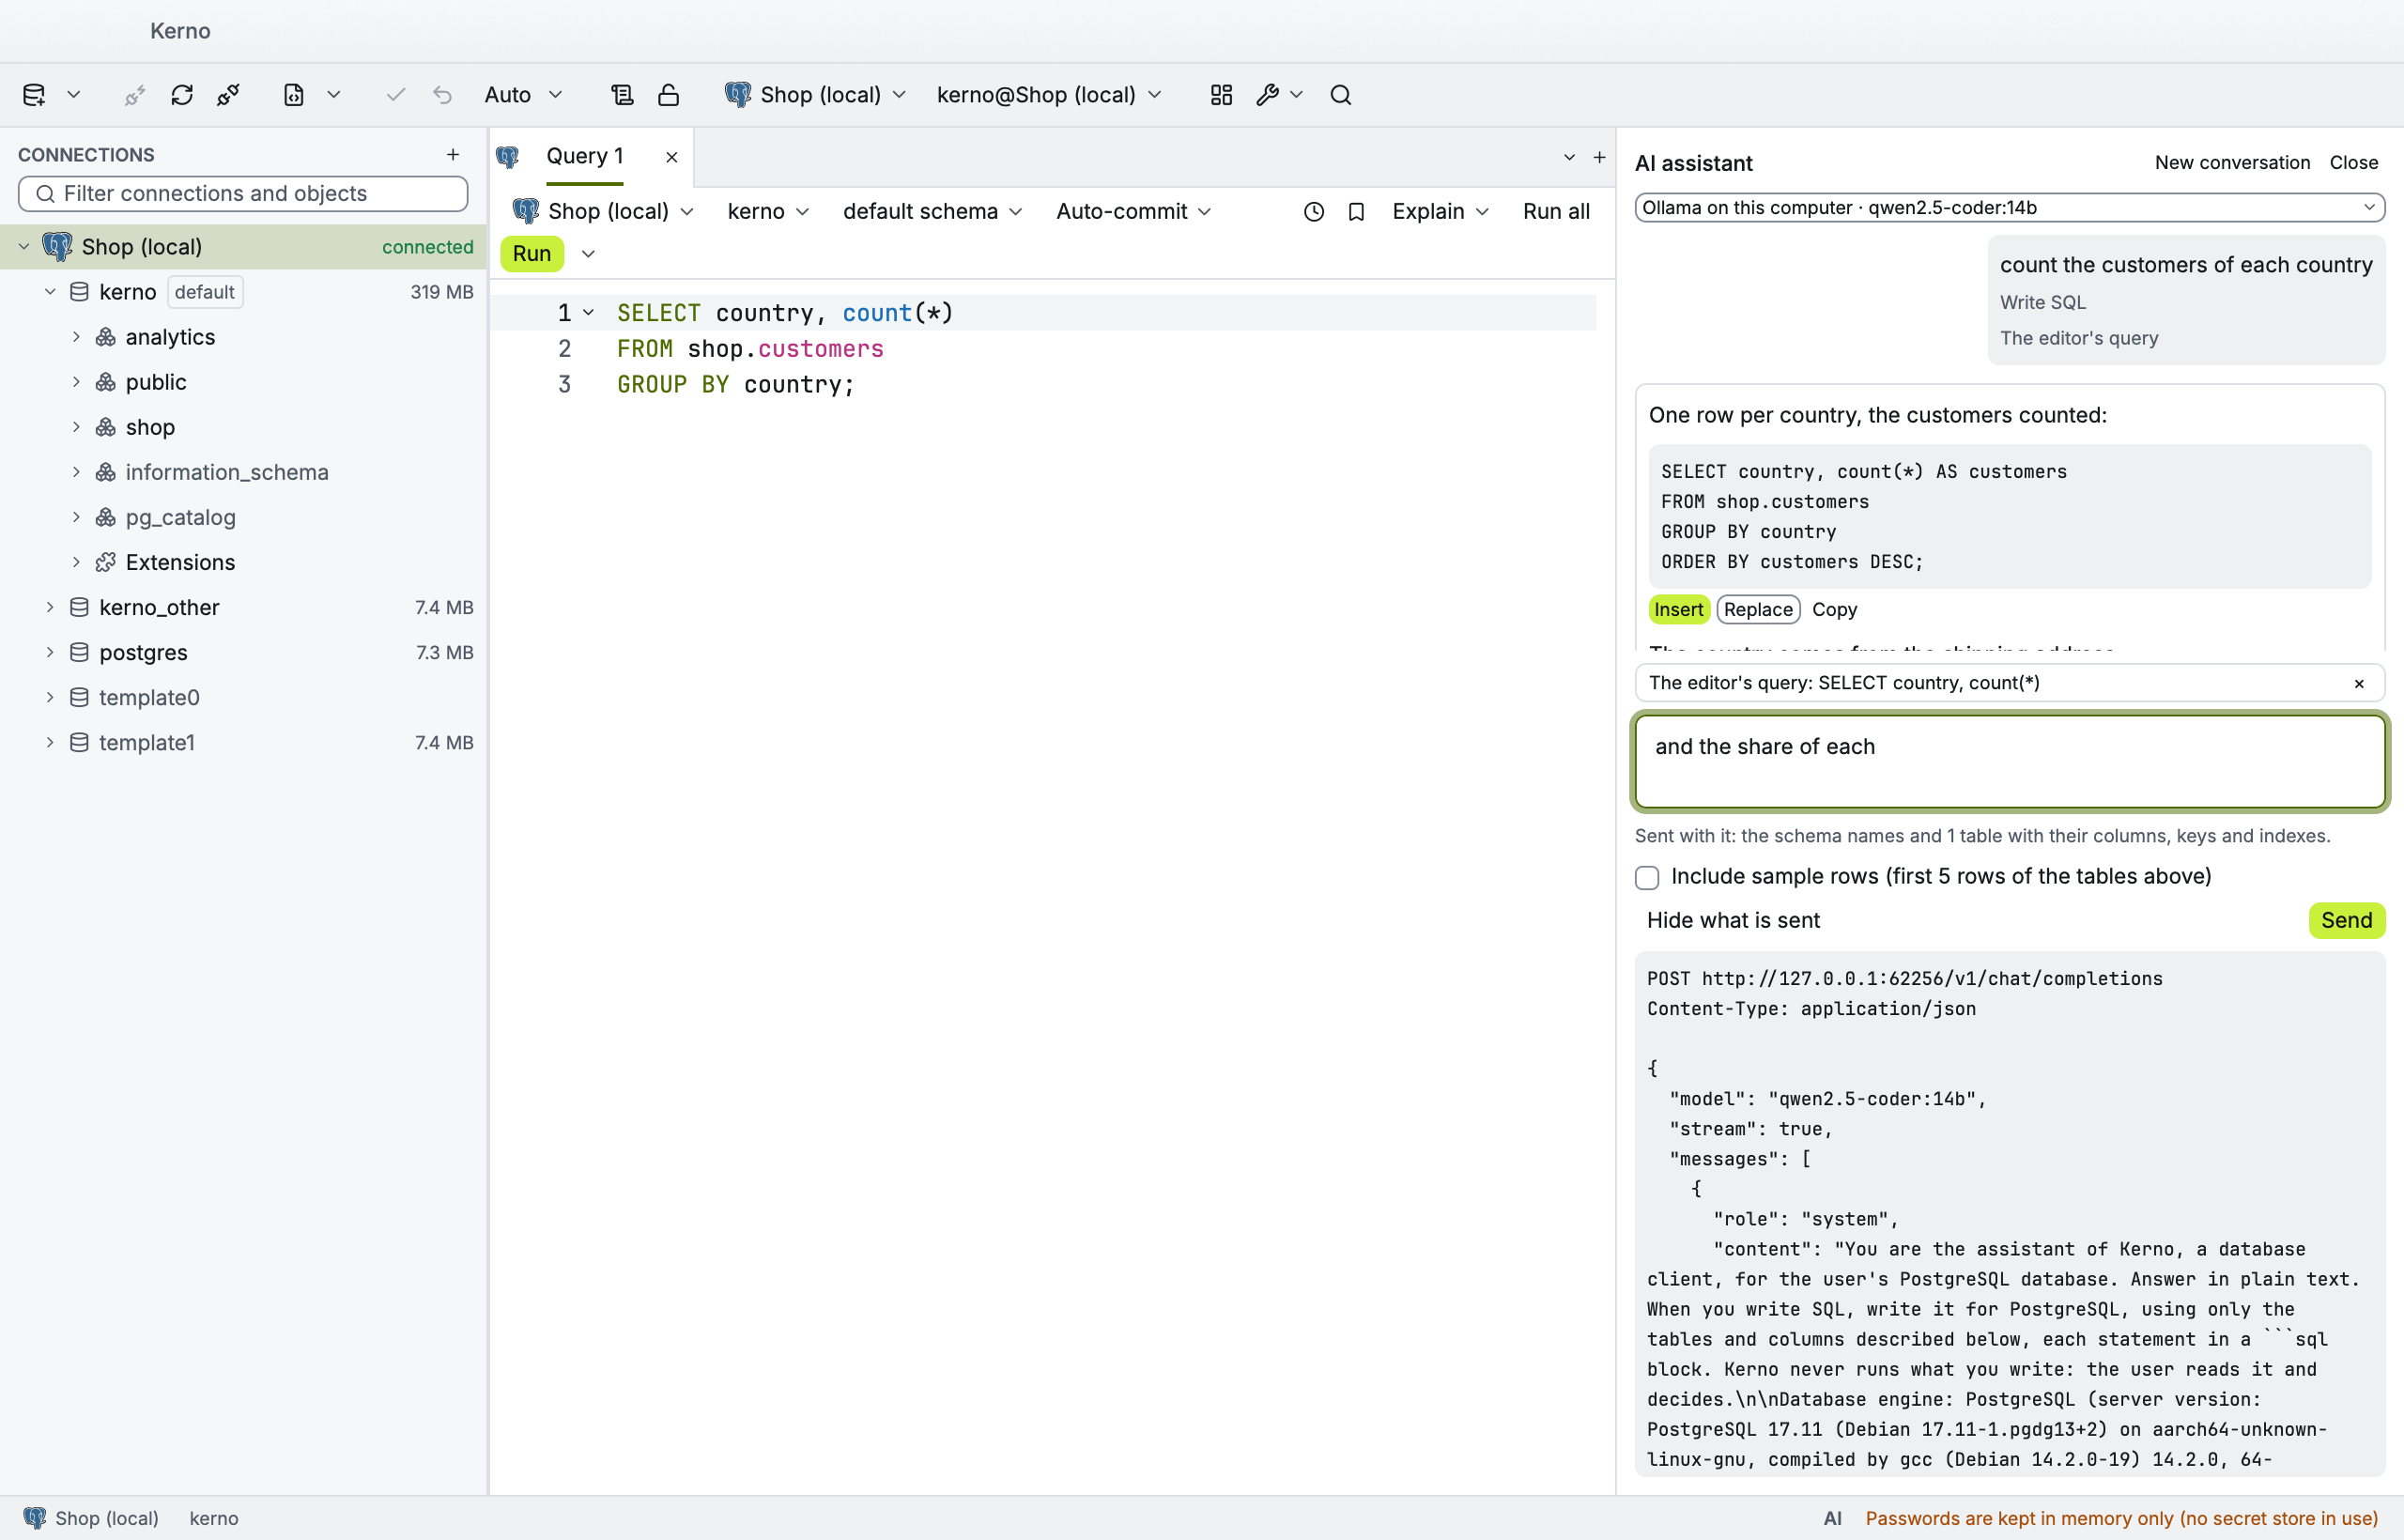 Kerno
Auto
Shop (local)
kerno@Shop (local)
CONNECTIONS
Filter connections and objects
Shop (local) connected
kerno default 319 MB
analytics
public
shop
information_schema
pg_catalog
Extensions
kerno_other 7.4 MB
postgres 7.3 MB
template0
template1 7.4 MB
Query 1
Shop (local) kerno default schema Auto-commit Explain Run all
Run
1 SELECT country, count(*)
2 FROM shop.customers
3 GROUP BY country;
AI assistant New conversation Close
Ollama on this computer · qwen2.5-coder:14b
count the customers of each country
Write SQL
The editor's query
One row per country, the customers counted:
SELECT country, count(*) AS customers
FROM shop.customers
GROUP BY country
ORDER BY customers DESC;
Insert Replace Copy
The country comes from the shipping address
The editor's query: SELECT country, count(*)
and the share of each
Sent with it: the schema names and 1 table with their columns, keys and indexes.
Include sample rows (first 5 rows of the tables above)
Hide what is sent Send
POST http://127.0.0.1:62256/v1/chat/completions
Content-Type: application/json
{
"model": "qwen2.5-coder:14b",
"stream": true,
"messages": [
{
"role": "system",
"content": "You are the assistant of Kerno, a database
client, for the user's PostgreSQL database. Answer in plain text.
When you write SQL, write it for PostgreSQL, using only the
tables and columns described below, each statement in a ```sql
block. Kerno never runs what you write: the user reads it and
decides.\n\nDatabase engine: PostgreSQL (server version:
PostgreSQL 17.11 (Debian 17.11-1.pgdg13+2) on aarch64-unknown-
linux-gnu, compiled by gcc (Debian 14.2.0-19) 14.2.0, 64-
Shop (local) kerno
AI Passwords are kept in memory only (no secret store in use)